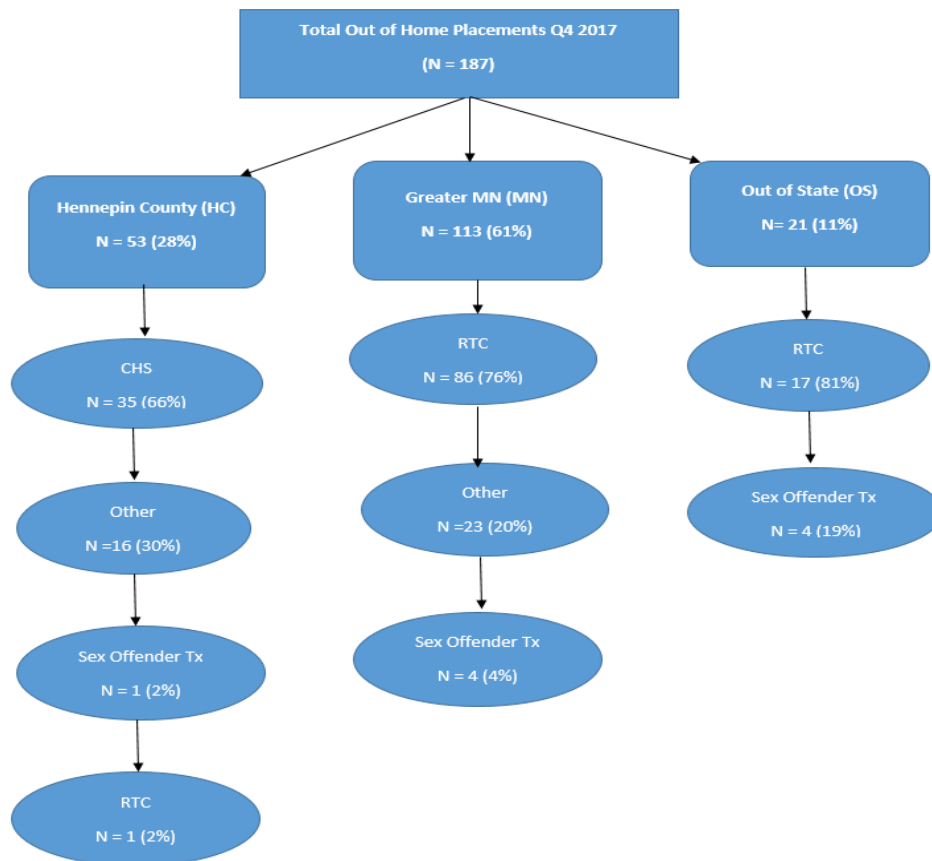 Total Out of Home Placements Q4 2017
(N = 187)
Hennepin County (HC)
N = 53 (28%)
Greater MN (MN)
N = 113 (61%)
Out of State (OS)
N= 21 (11%)
CHS
N = 35 (66%)
Other
N =16 (30%)
Sex Offender Tx
N = 1 (2%)
RTC
N = 1 (2%)
RTC
N = 86 (76%)
Other
N =23 (20%)
Sex Offender Tx
N = 4 (4%)
RTC
N = 17 (81%)
Sex Offender Tx
N = 4 (19%)